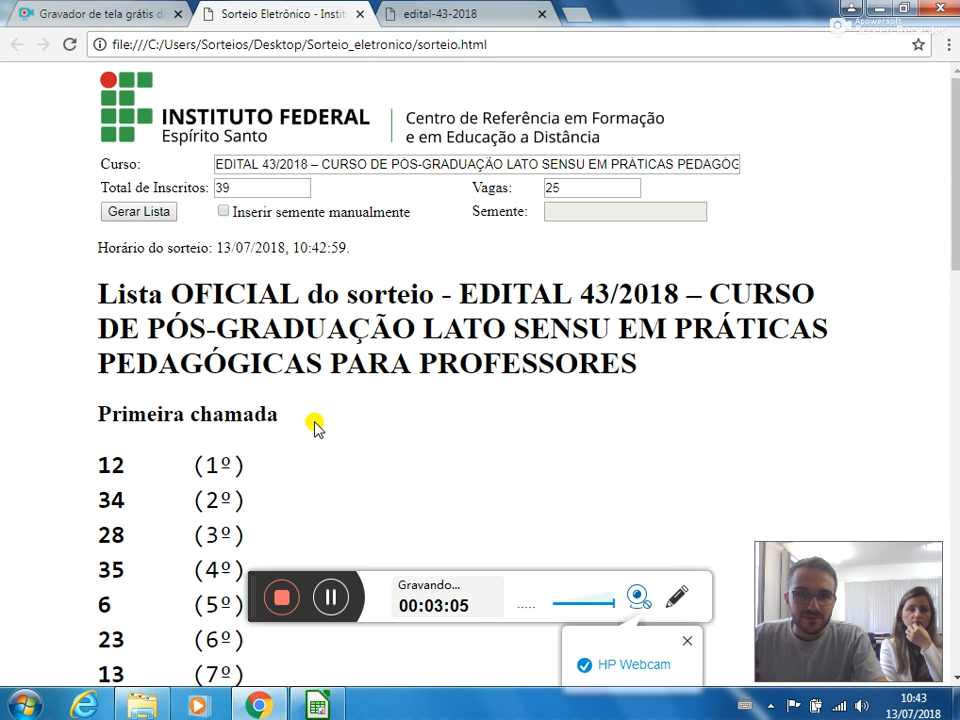 Gravador de tela grátis d
Sorteio Eletrônico - Instit
edital-43-2018
Apowersoft
Screen Recorder
file:///C:/Users/Sorteios/Desktop/Sorteio_eletronico/sorteio.html
INSTITUTO FEDERAL
Espírito Santo
Centro de Referência em Formação
e em Educação a Distância
Curso: EDITAL 43/2018 – CURSO DE PÓS-GRADUAÇÃO LATO SENSU EM PRÁTICAS PEDAGÓG
Total de Inscritos: 39 Vagas: 25
Gerar Lista Inserir semente manualmente Semente:
Horário do sorteio: 13/07/2018, 10:42:59.
Lista OFICIAL do sorteio - EDITAL 43/2018 – CURSO
DE PÓS-GRADUAÇÃO LATO SENSU EM PRÁTICAS
PEDAGÓGICAS PARA PROFESSORES
Primeira chamada
12 (1º)
34 (2º)
28 (3º)
35 (4º)
6 (5º)
23 (6º)
13 (7º)
Gravando...
00:03:05
HP Webcam
10:43
13/07/2018